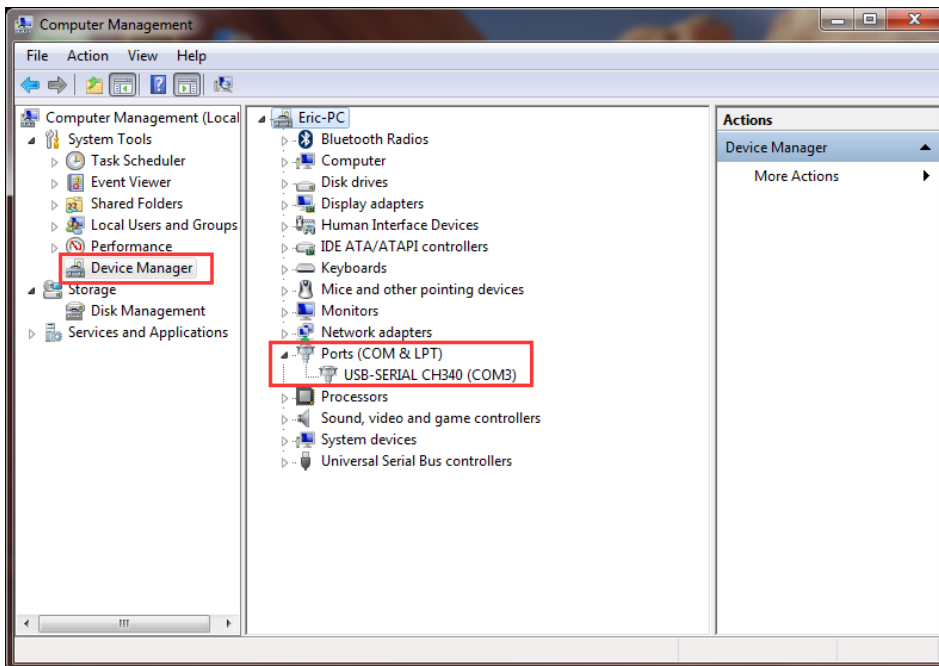 Computer Management
File Action View Help
Computer Management (Local
System Tools
Task Scheduler
Event Viewer
Shared Folders
Local Users and Groups
Performance
Device Manager
Storage
Disk Management
Services and Applications
Eric-PC
Bluetooth Radios
Computer
Disk drives
Display adapters
Human Interface Devices
IDE ATA/ATAPI controllers
Keyboards
Mice and other pointing devices
Monitors
Network adapters
Ports (COM & LPT)
USB-SERIAL CH340 (COM3)
Processors
Sound, video and game controllers
System devices
Universal Serial Bus controllers
Actions
Device Manager
More Actions